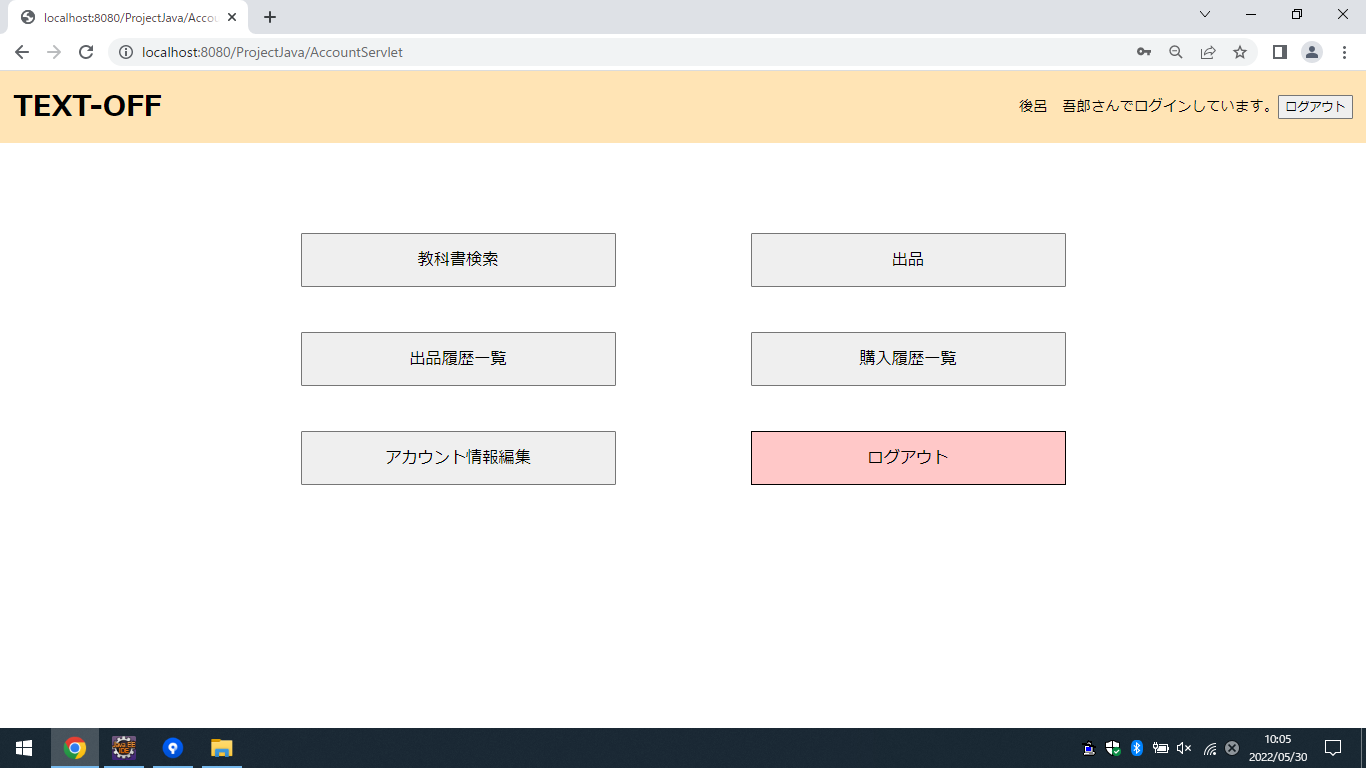 localhost:8080/ProjectJava/Accou
localhost:8080/ProjectJava/AccountServlet
TEXT-OFF
後呂　吾郎さんでログインしています。 ログアウト
教科書検索
出品
出品履歴一覧
購入履歴一覧
アカウント情報編集
ログアウト
10:05
2022/05/30